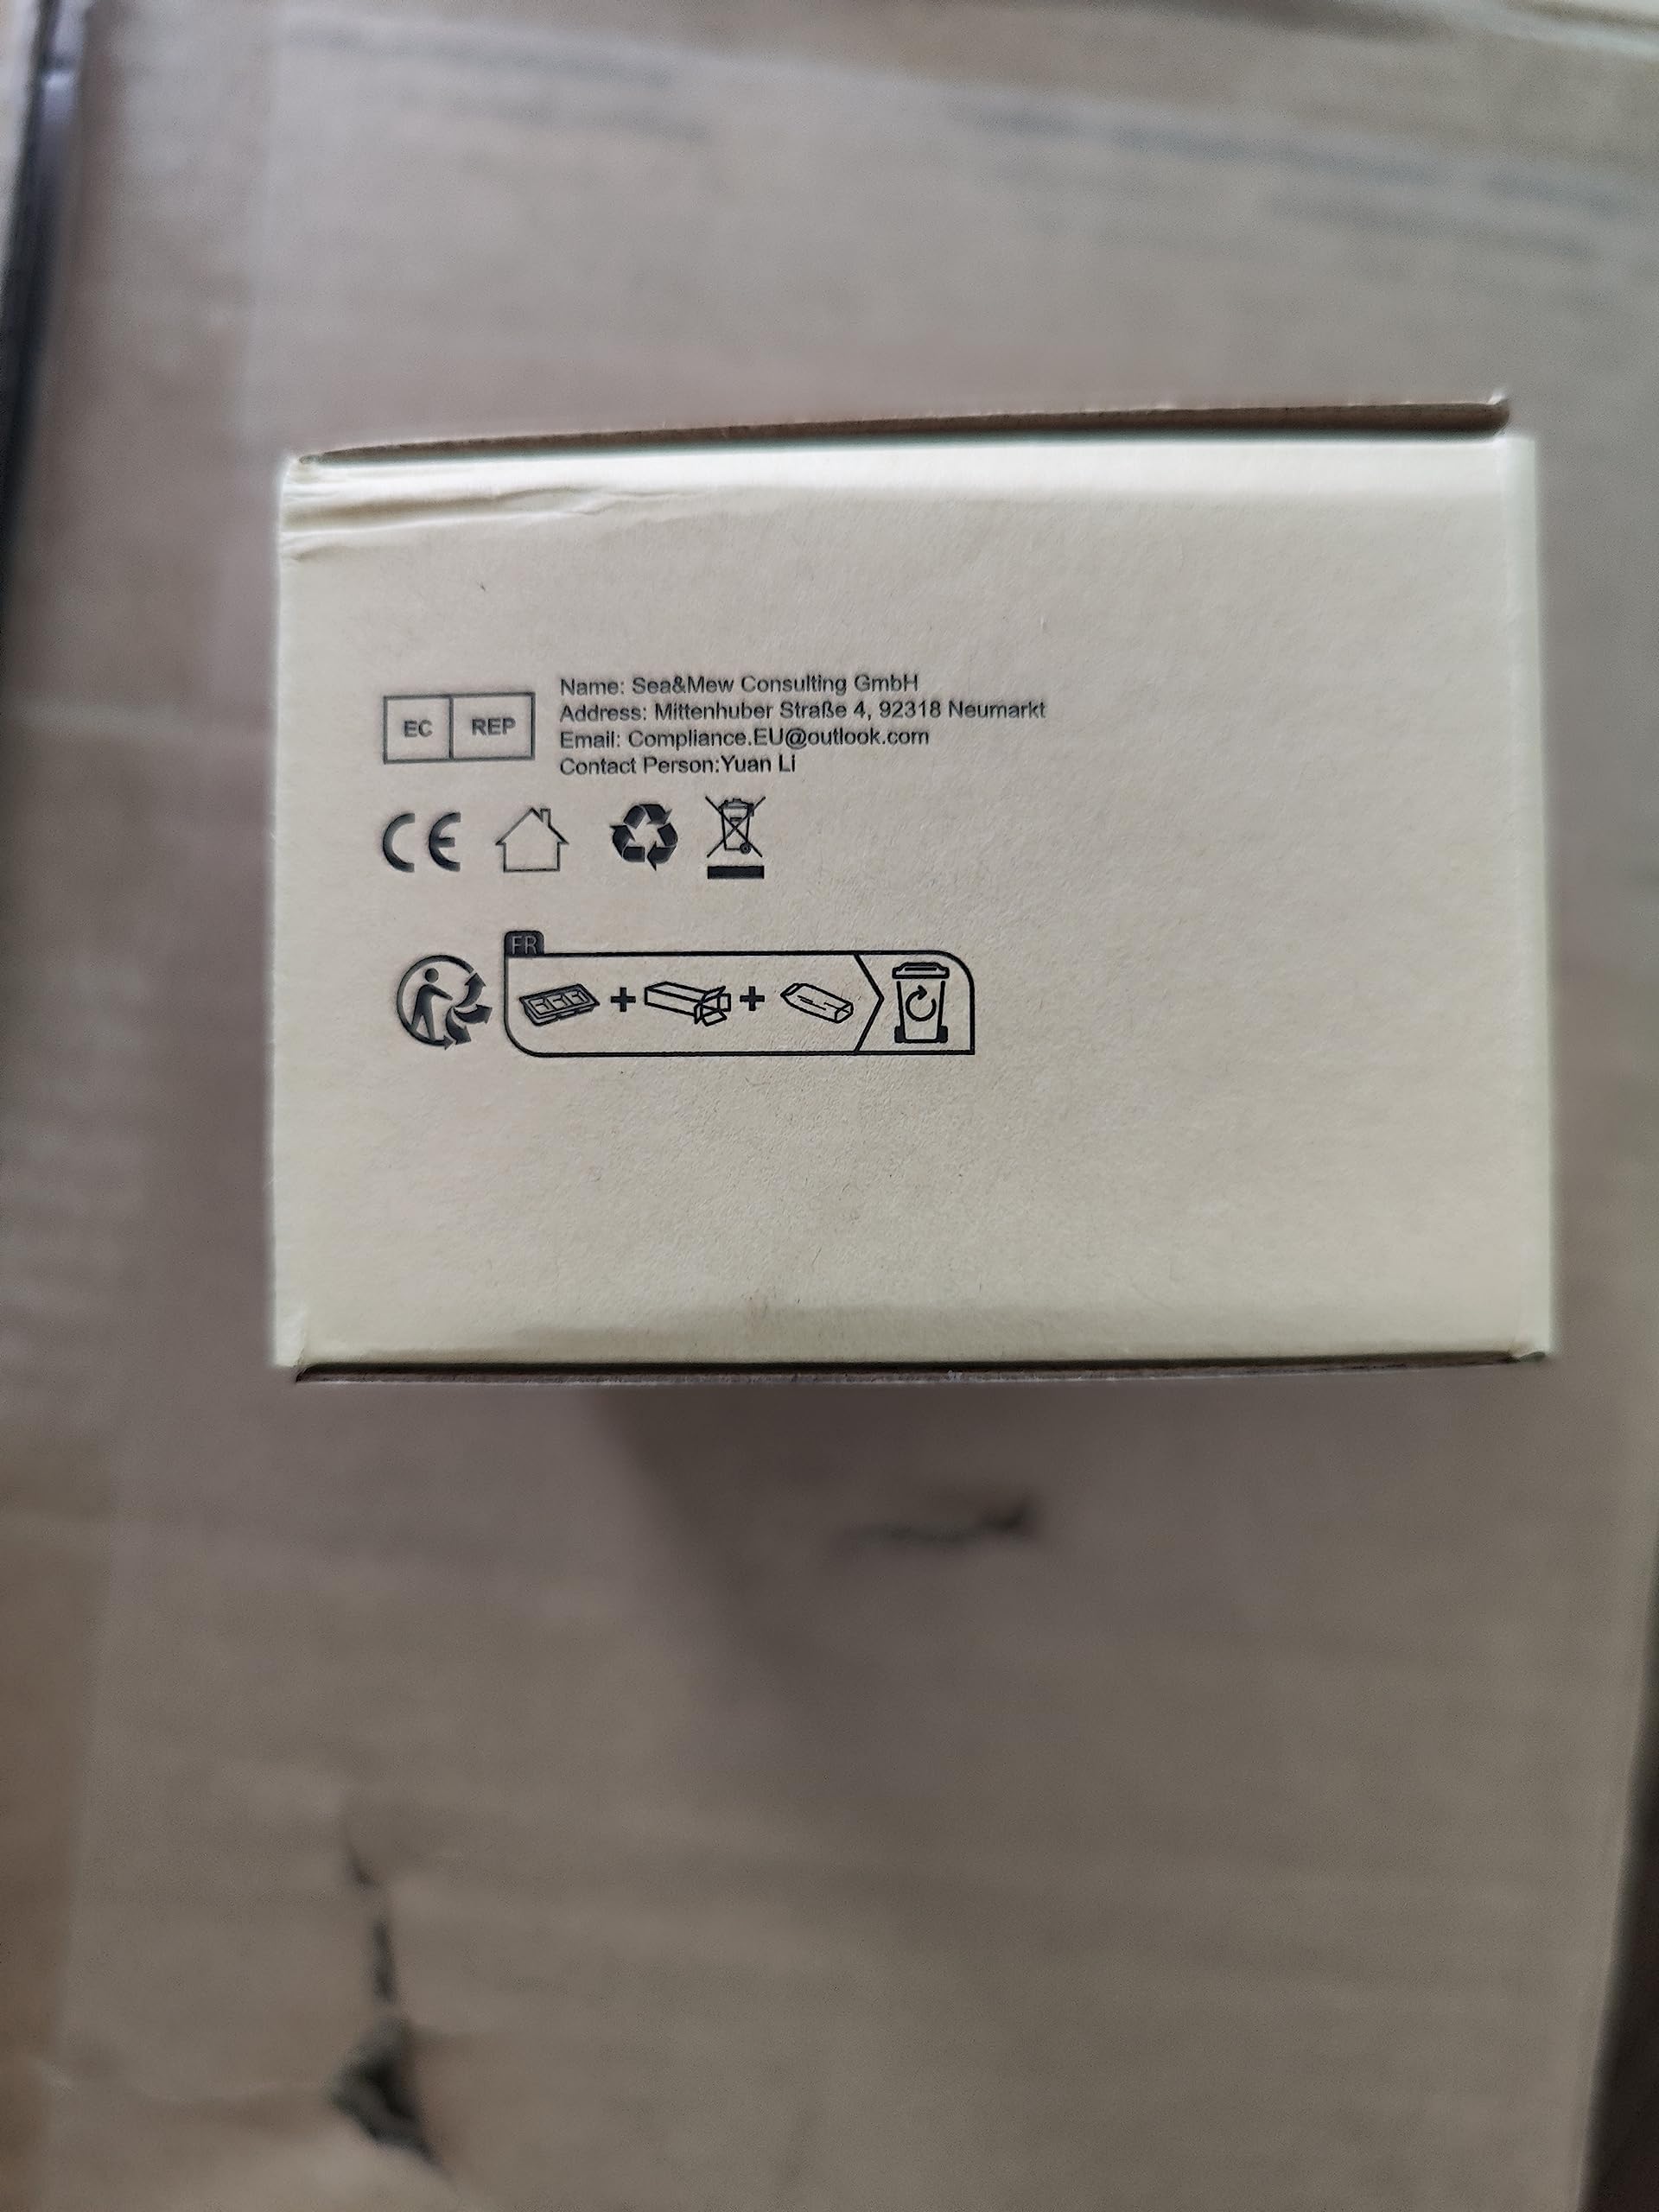 EC REP
Name: Sea&Mew Consulting GmbH
Address: Mittenhuber Straße 4, 92318 Neumarkt
Email: Compliance.EU@outlook.com
Contact Person:Yuan Li
CE
FR